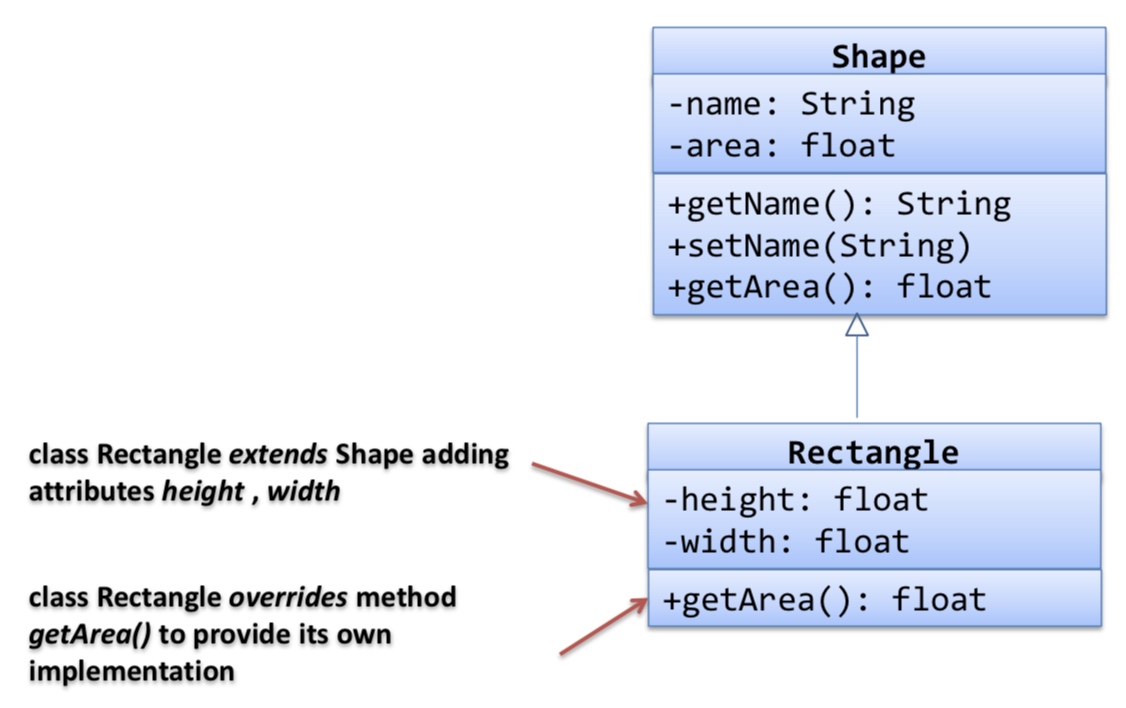 Shape
-name: String
-area: float
+getName(): String
+setName(String)
+getArea(): float
class Rectangle extends Shape adding
attributes height , width
Rectangle
-height: float
-width: float
class Rectangle overrides method
getArea() to provide its own
implementation
+getArea(): float